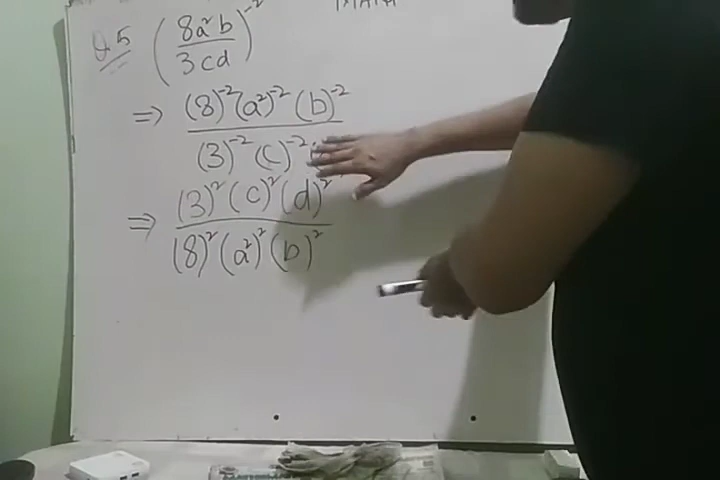 MATH
Q.5 (8a²b / 3cd)⁻²
⇒ (8)⁻²(a²)⁻²(b)⁻² / (3)⁻²(c)⁻²
⇒ (3)²(c)²(d)² / (8)²(a²)²(b)²